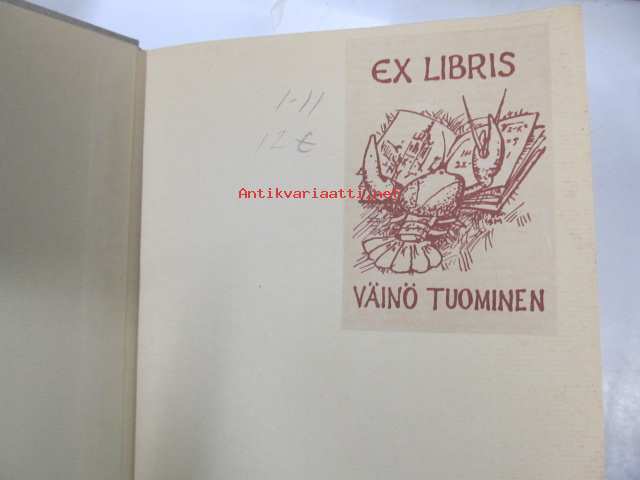 EX LIBRIS
1-11
12 €
Antikvariaatti.net
VÄINÖ TUOMINEN